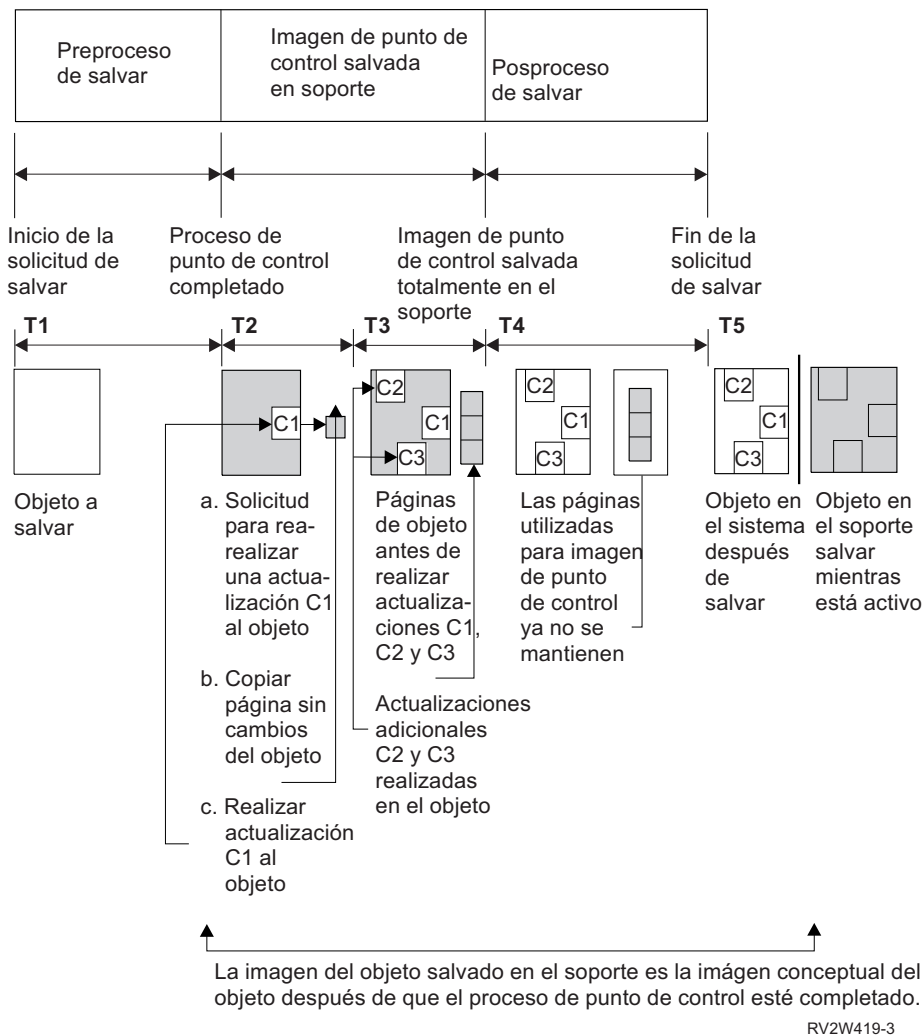 Preproceso
de salvar
Imagen de punto de
control salvada
en soporte
Posproceso
de salvar
Inicio de la
solicitud de
salvar
Proceso de
punto de control
completado
Imagen de punto
de control salvada
totalmente en el
soporte
Fin de la
solicitud
de salvar
T1
T2
T3
T4
T5
C1
C2
C1
C3
C2
C1
C3
C2
C1
C3
Objeto a
salvar
a. Solicitud
para rea-
realizar
una actua-
lización C1
al objeto
b. Copiar
página sin
cambios
del objeto
c. Realizar
actualización
C1 al
objeto
Páginas
de objeto
antes de
realizar
actualiza-
ciones C1,
C2 y C3
Actualizaciones
adicionales
C2 y C3
realizadas
en el objeto
Las páginas
utilizadas
para imagen
de punto
de control
ya no se
mantienen
Objeto en
el sistema
después
de
salvar
Objeto en
el soporte
salvar
mientras
está activo
La imagen del objeto salvado en el soporte es la imágen conceptual del
objeto después de que el proceso de punto de control esté completado.
RV2W419-3